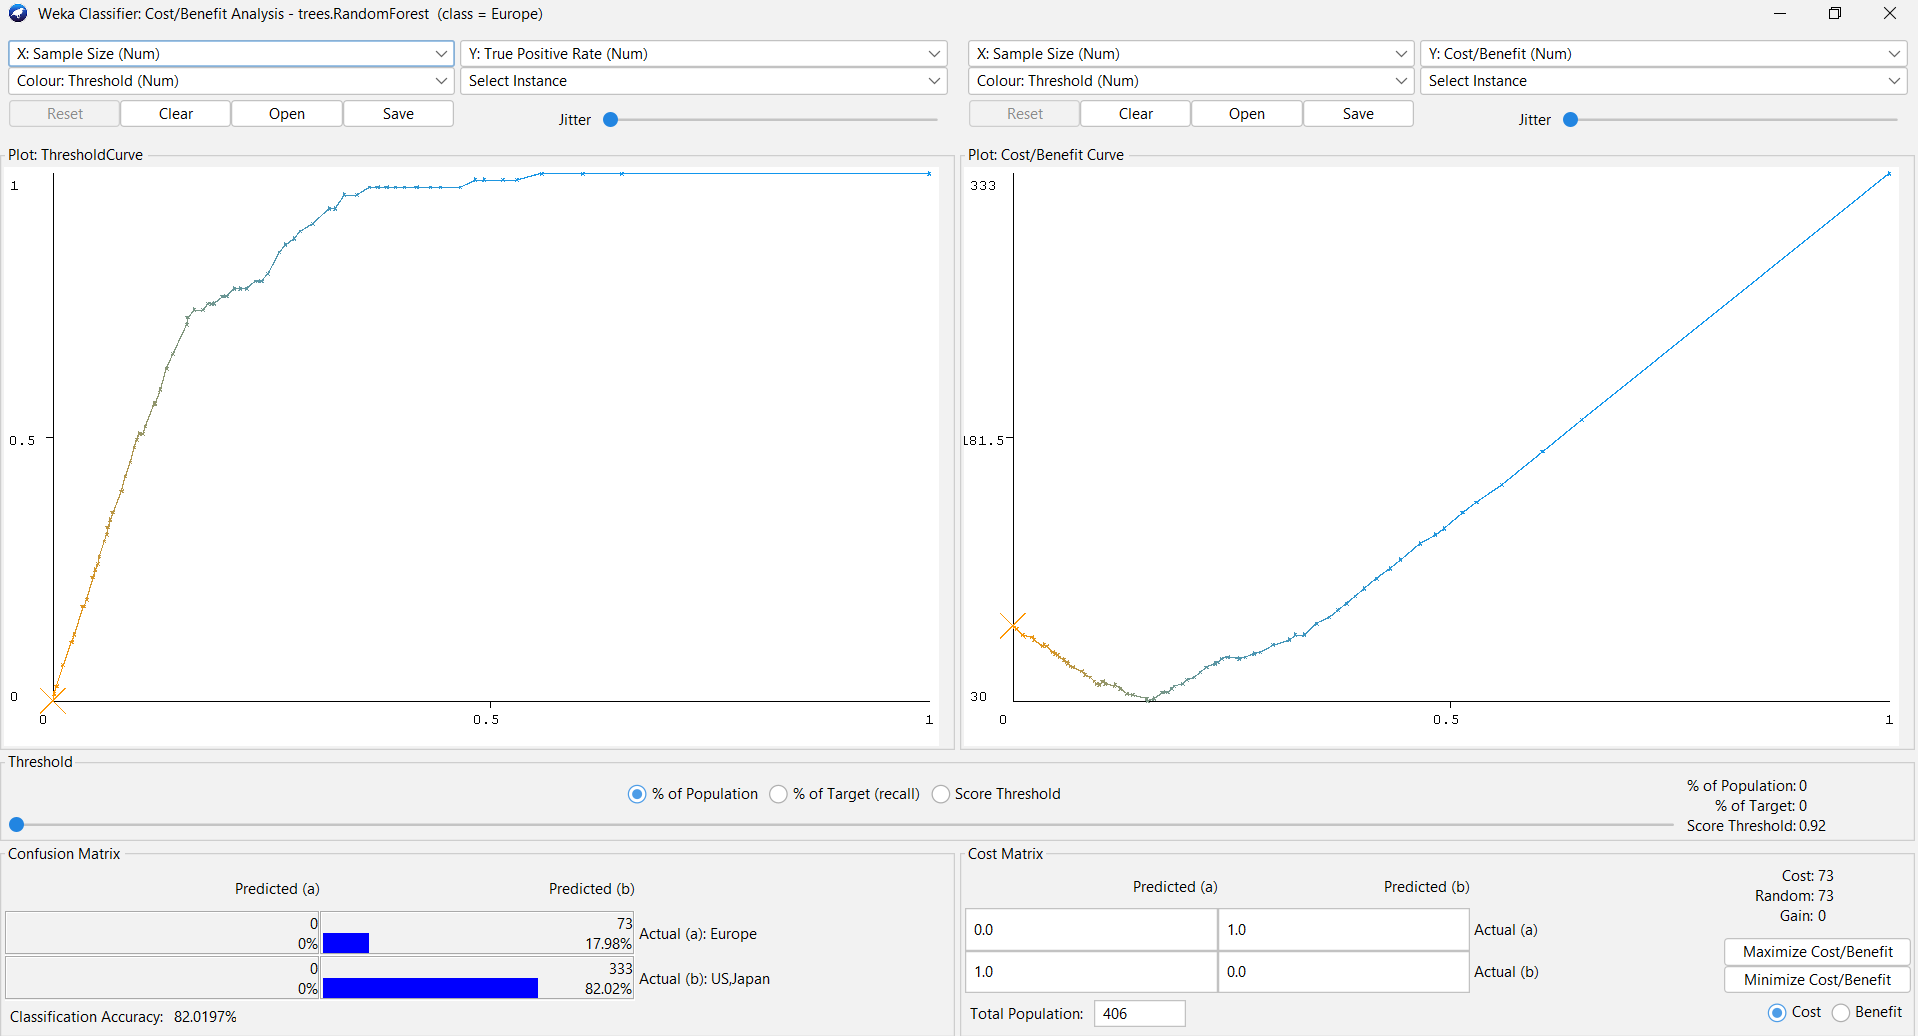 Weka Classifier: Cost/Benefit Analysis - trees.RandomForest (class = Europe)
X: Sample Size (Num)
Y: True Positive Rate (Num)
Colour: Threshold (Num)
Select Instance
Reset
Clear
Open
Save
Jitter
Plot: ThresholdCurve
1
0.5
0
0
0.5
1
X: Sample Size (Num)
Y: Cost/Benefit (Num)
Colour: Threshold (Num)
Select Instance
Reset
Clear
Open
Save
Jitter
Plot: Cost/Benefit Curve
333
181.5
30
0
0.5
1
Threshold
% of Population
% of Target (recall)
Score Threshold
% of Population: 0
% of Target: 0
Score Threshold: 0.92
Confusion Matrix
Predicted (a)
Predicted (b)
0
0%
73
17.98%
Actual (a): Europe
0
0%
333
82.02%
Actual (b): US,Japan
Classification Accuracy: 82.0197%
Cost Matrix
Predicted (a)
Predicted (b)
0.0
1.0
Actual (a)
1.0
0.0
Actual (b)
Total Population: 406
Cost: 73
Random: 73
Gain: 0
Maximize Cost/Benefit
Minimize Cost/Benefit
Cost
Benefit